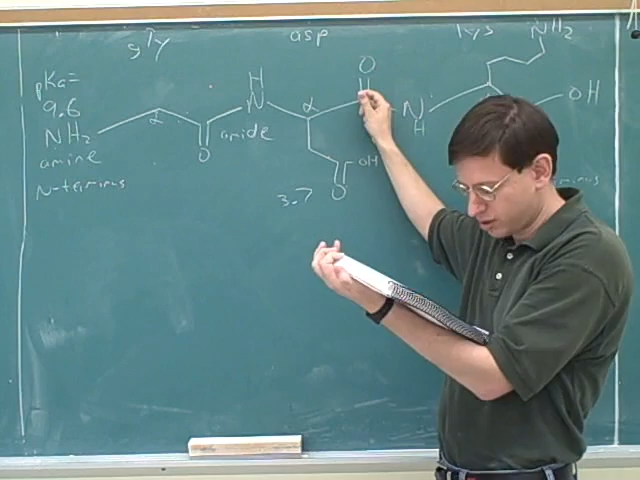 gly
asp
lys
NH2
O
H
N
α
α
N
H
OH
pKa=
9.6
NH2
amine
N-terminus
amide
O
OH
O
3.7